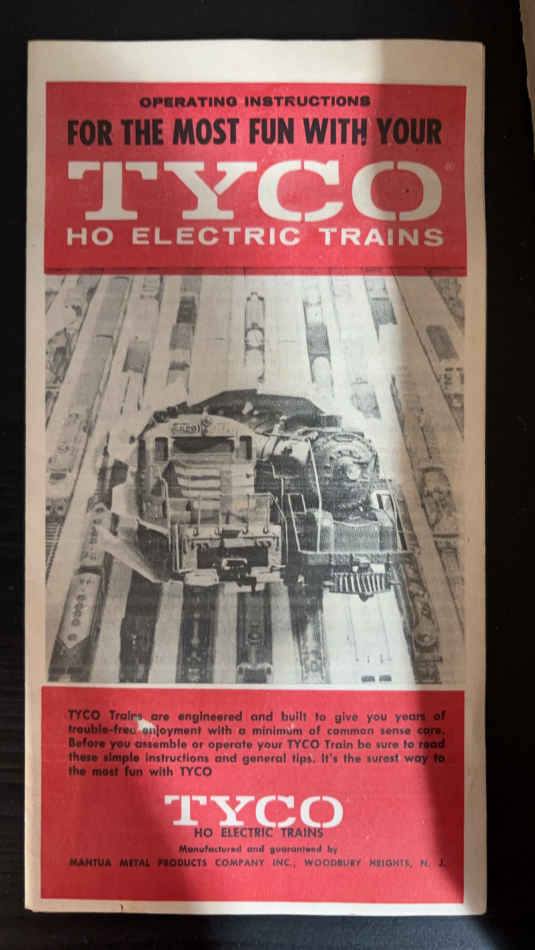 OPERATING INSTRUCTIONS
FOR THE MOST FUN WITH YOUR
TYCO®
HO ELECTRIC TRAINS
TYCO Trains are engineered and built to give you years of
trouble-free enjoyment with a minimum of common sense care.
Before you assemble or operate your TYCO Train be sure to read
these simple instructions and general tips. It's the surest way to
the most fun with TYCO
TYCO
HO ELECTRIC TRAINS
Manufactured and guaranteed by
MANTUA METAL PRODUCTS COMPANY INC., WOODBURY HEIGHTS, N. J.